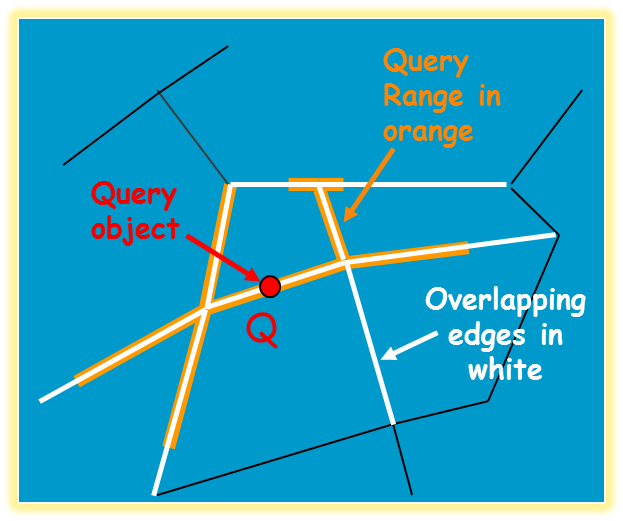 Query
Range in
orange
Query
object
Q
Overlapping
edges in
white